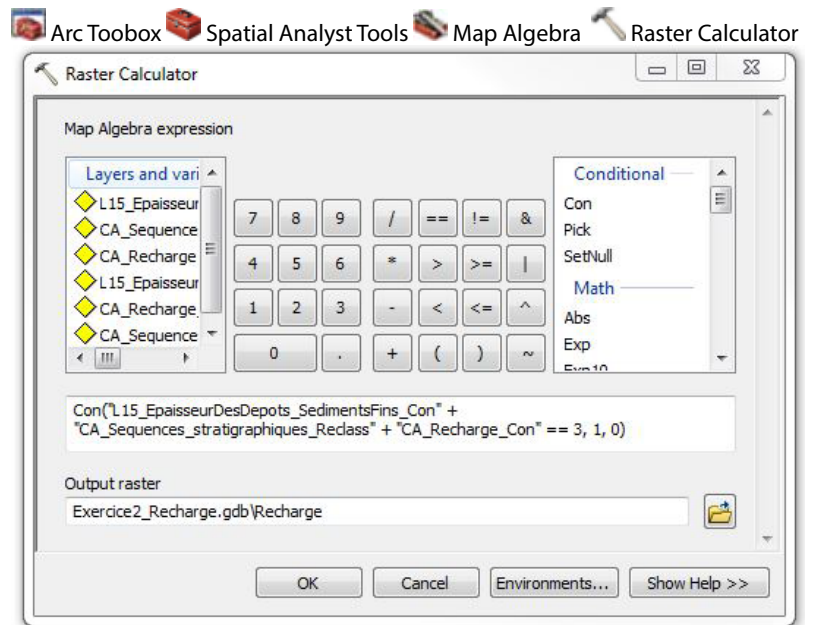 Arc Toobox Spatial Analyst Tools Map Algebra Raster Calculator
Raster Calculator
Map Algebra expression
Layers and vari
L15_Epaisseur
CA_Sequence
CA_Recharge
L15_Epaisseur
CA_Recharge_
CA_Sequence
7 8 9 / == != &
4 5 6 * > >= |
1 2 3 - < <= ^
0 . + ( ) ~
Conditional
Con
Pick
SetNull
Math
Abs
Exp
Exp10
Con("L15_EpaisseurDesDepots_SedimentsFins_Con" +
"CA_Sequences_stratigraphiques_Reclass" + "CA_Recharge_Con" == 3, 1, 0)
Output raster
Exercice2_Recharge.gdb\Recharge
OK Cancel Environments... Show Help >>